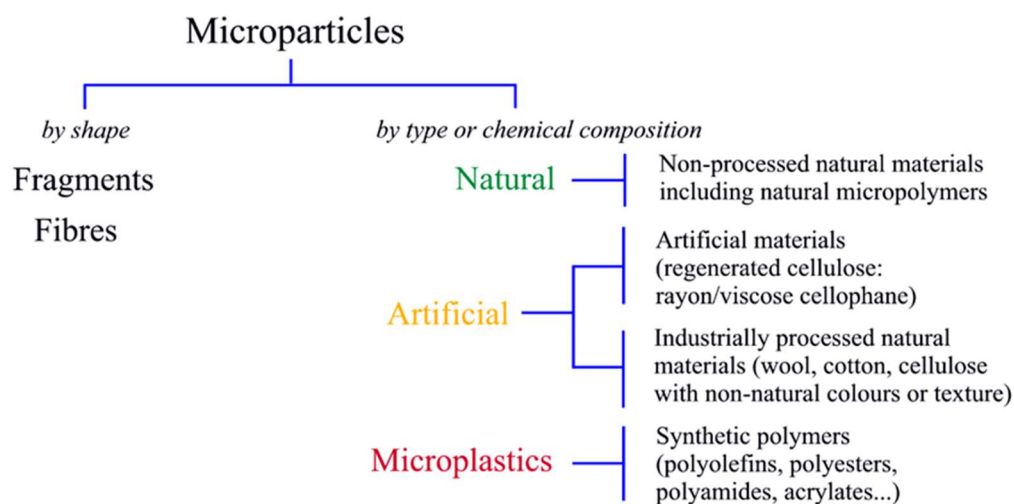 Microparticles
by shape
Fragments
Fibres
by type or chemical composition
Natural
Non-processed natural materials
including natural micropolymers
Artificial
Artificial materials
(regenerated cellulose:
rayon/viscose cellophane)
Industrially processed natural
materials (wool, cotton, cellulose
with non-natural colours or texture)
Microplastics
Synthetic polymers
(polyolefins, polyesters,
polyamides, acrylates...)